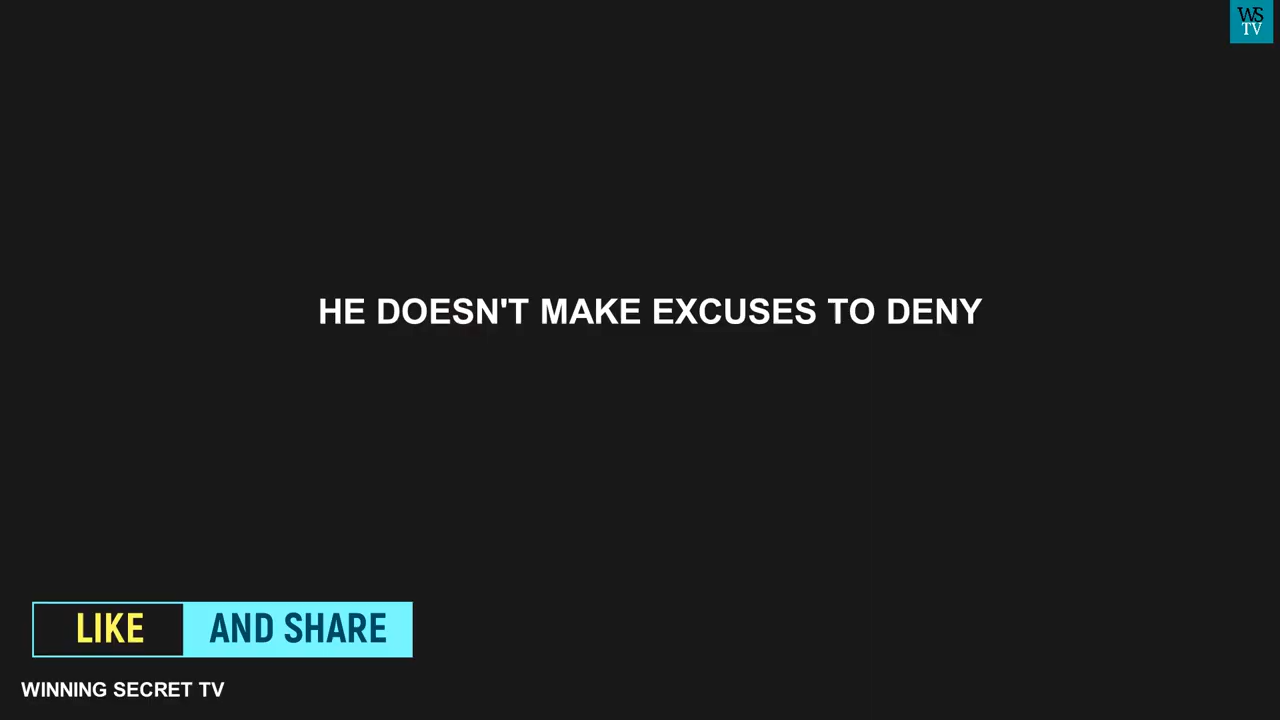 WS
TV
HE DOESN'T MAKE EXCUSES TO DENY
LIKE AND SHARE
WINNING SECRET TV